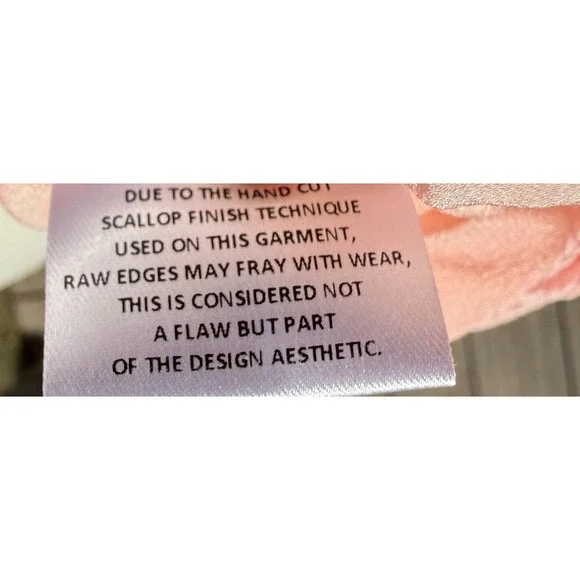 DUE TO THE HAND CUT
SCALLOP FINISH TECHNIQUE
USED ON THIS GARMENT,
RAW EDGES MAY FRAY WITH WEAR,
THIS IS CONSIDERED NOT
A FLAW BUT PART
OF THE DESIGN AESTHETIC.